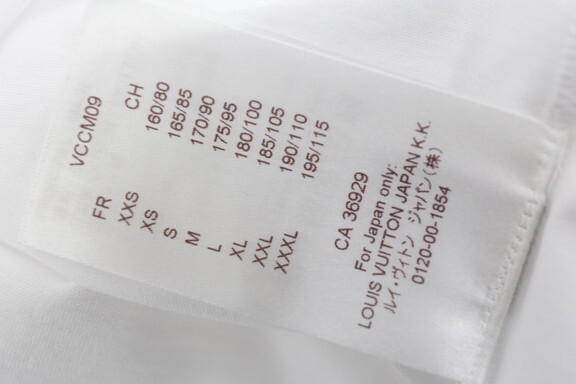 VCCM09
FR CH
XXS 160/80
XS 165/85
S 170/90
M 175/95
L 180/100
XL 185/105
XXL 190/110
XXXL 195/115
CA 36929
For Japan only:
LOUIS VUITTON JAPAN K.K.
ルイ・ヴィトン ジャパン(株)
0120-00-1854